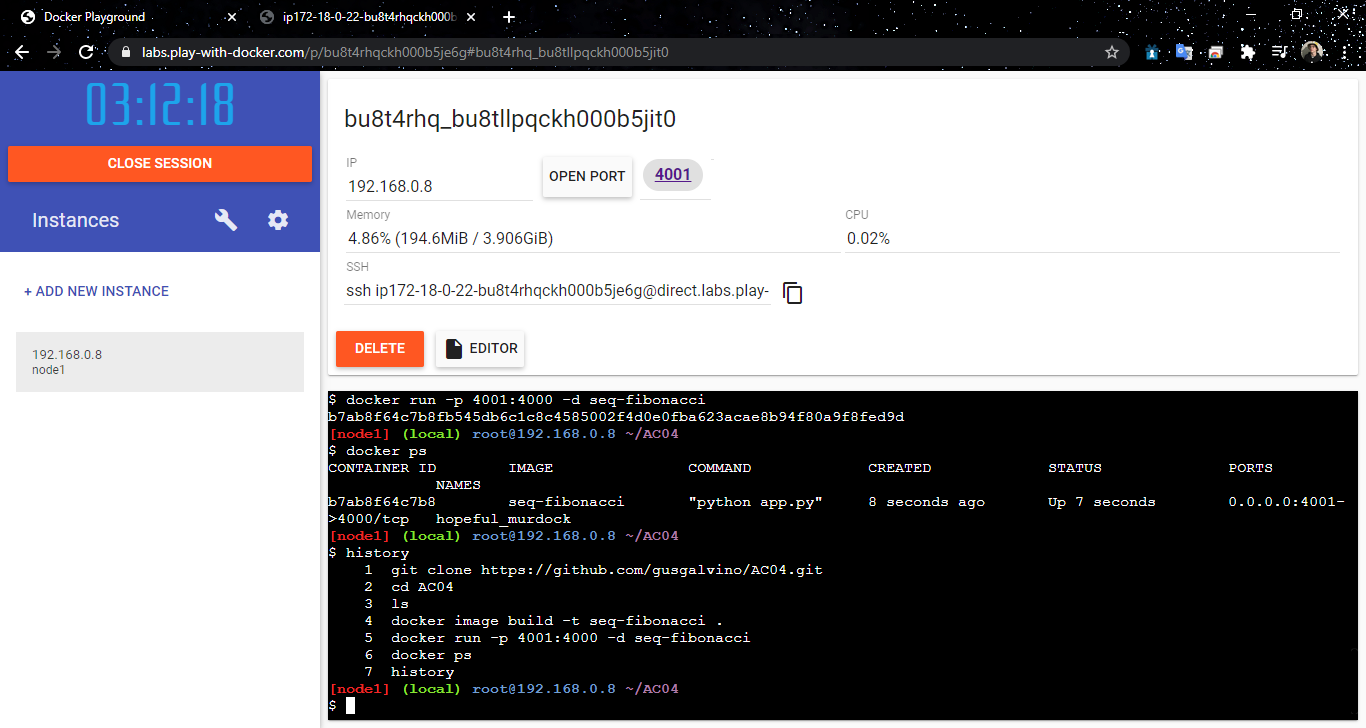 Docker Playground
ip172-18-0-22-bu8t4rhqckh000b
labs.play-with-docker.com/p/bu8t4rhqckh000b5je6g#bu8t4rhq_bu8tllpqckh000b5jit0
03:12:18
CLOSE SESSION
Instances
+ ADD NEW INSTANCE
192.168.0.8
node1
bu8t4rhq_bu8tllpqckh000b5jit0
IP
192.168.0.8
OPEN PORT
4001
Memory
4.86% (194.6MiB / 3.906GiB)
CPU
0.02%
SSH
ssh ip172-18-0-22-bu8t4rhqckh000b5je6g@direct.labs.play-
DELETE
EDITOR
$ docker run -p 4001:4000 -d seq-fibonacci
b7ab8f64c7b8fb545db6c1c8c4585002f4d0e0fba623acae8b94f80a9f8fed9d
[node1] (local) root@192.168.0.8 ~/AC04
$ docker ps
CONTAINER ID        IMAGE               COMMAND             CREATED             STATUS              PORTS
            NAMES
b7ab8f64c7b8        seq-fibonacci       "python app.py"     8 seconds ago       Up 7 seconds        0.0.0.0:4001-
>4000/tcp   hopeful_murdock
[node1] (local) root@192.168.0.8 ~/AC04
$ history
    1  git clone https://github.com/gusgalvino/AC04.git
    2  cd AC04
    3  ls
    4  docker image build -t seq-fibonacci .
    5  docker run -p 4001:4000 -d seq-fibonacci
    6  docker ps
    7  history
[node1] (local) root@192.168.0.8 ~/AC04
$